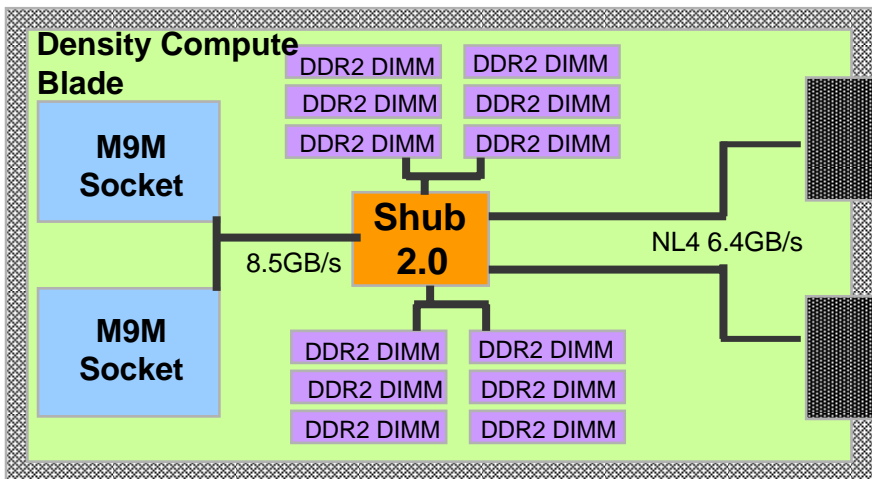 Density Compute
Blade
DDR2 DIMM DDR2 DIMM
DDR2 DIMM DDR2 DIMM
DDR2 DIMM DDR2 DIMM
M9M
Socket
Shub
2.0
8.5GB/s
NL4 6.4GB/s
M9M
Socket
DDR2 DIMM DDR2 DIMM
DDR2 DIMM DDR2 DIMM
DDR2 DIMM DDR2 DIMM